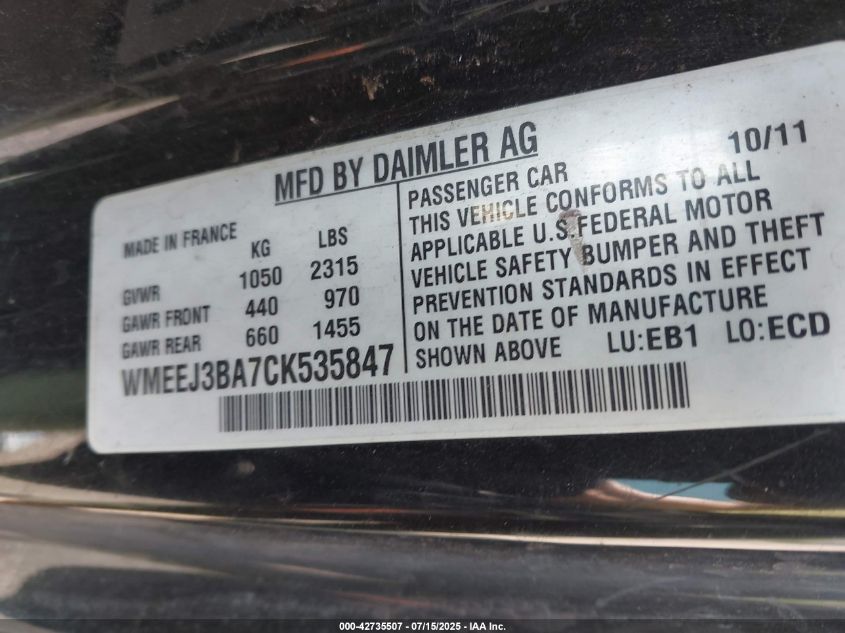 MFD BY DAIMLER AG
10/11
MADE IN FRANCE
KG LBS
GVWR 1050 2315
GAWR FRONT 440 970
GAWR REAR 660 1455
WMEEJ3BA7CK535847
PASSENGER CAR
THIS VEHICLE CONFORMS TO ALL
APPLICABLE U.S.FEDERAL MOTOR
VEHICLE SAFETY BUMPER AND THEFT
PREVENTION STANDARDS IN EFFECT
ON THE DATE OF MANUFACTURE
SHOWN ABOVE LU:EB1 LO:ECD
000-42735507 - 07/15/2025 - IAA Inc.